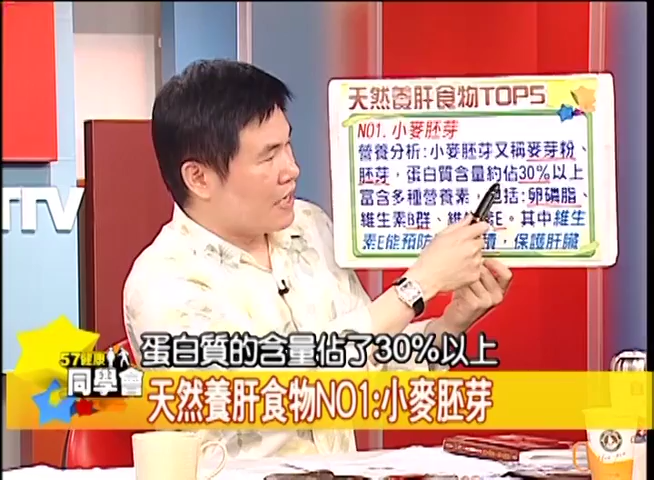 天然養肝食物TOP5
NO1. 小麥胚芽
營養分析:小麥胚芽又稱麥芽粉、
胚芽，蛋白質含量約佔30%以上
富含多種營養素，包括:卵磷脂、
維生素B群、維生素E。其中維生
素E能預防 ，保護肝臟
TTV
蛋白質的含量佔了30%以上
57健康
同學會
天然養肝食物NO1:小麥胚芽